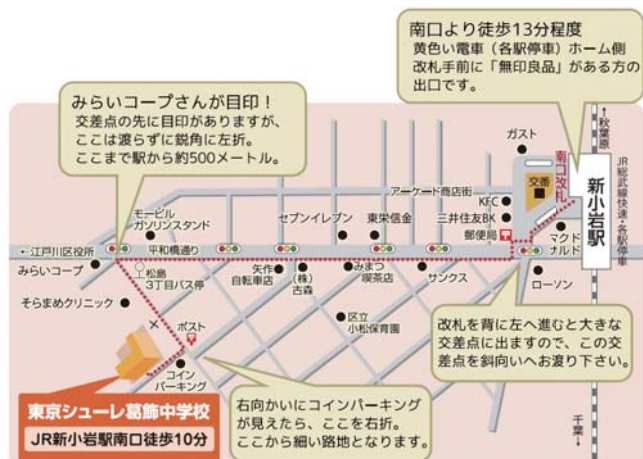 南口より徒歩13分程度
黄色い電車（各駅停車）ホーム側
改札手前に「無印良品」がある方の
出口です。
みらいコープさんが目印！
交差点の先に目印がありますが、
ここは渡らずに鋭角に左折。
ここまで駅から約500メートル。
↑秋葉原
JR総武線快速・各駅停車
千葉↓
新小岩駅
南口改札
ガスト
交番
アーケード商店街
KFC
三井住友BK
郵便局
マクド
ナルド
ローソン
モービル
ガソリンスタンド
セブンイレブン
東栄信金
←江戸川区役所
平和橋通り
みらいコープ
松島
3丁目バス停
矢作
自転車店
(株)
古森
みまつ
喫茶店
サンクス
そらまめクリニック
ポスト
区立
小松保育園
コイン
パーキング
改札を背に左へ進むと大きな
交差点に出ますので、この交
差点を斜向いへお渡り下さい。
右向かいにコインパーキング
が見えたら、ここを右折。
ここから細い路地となります。
東京シューレ葛飾中学校
JR新小岩駅南口徒歩10分